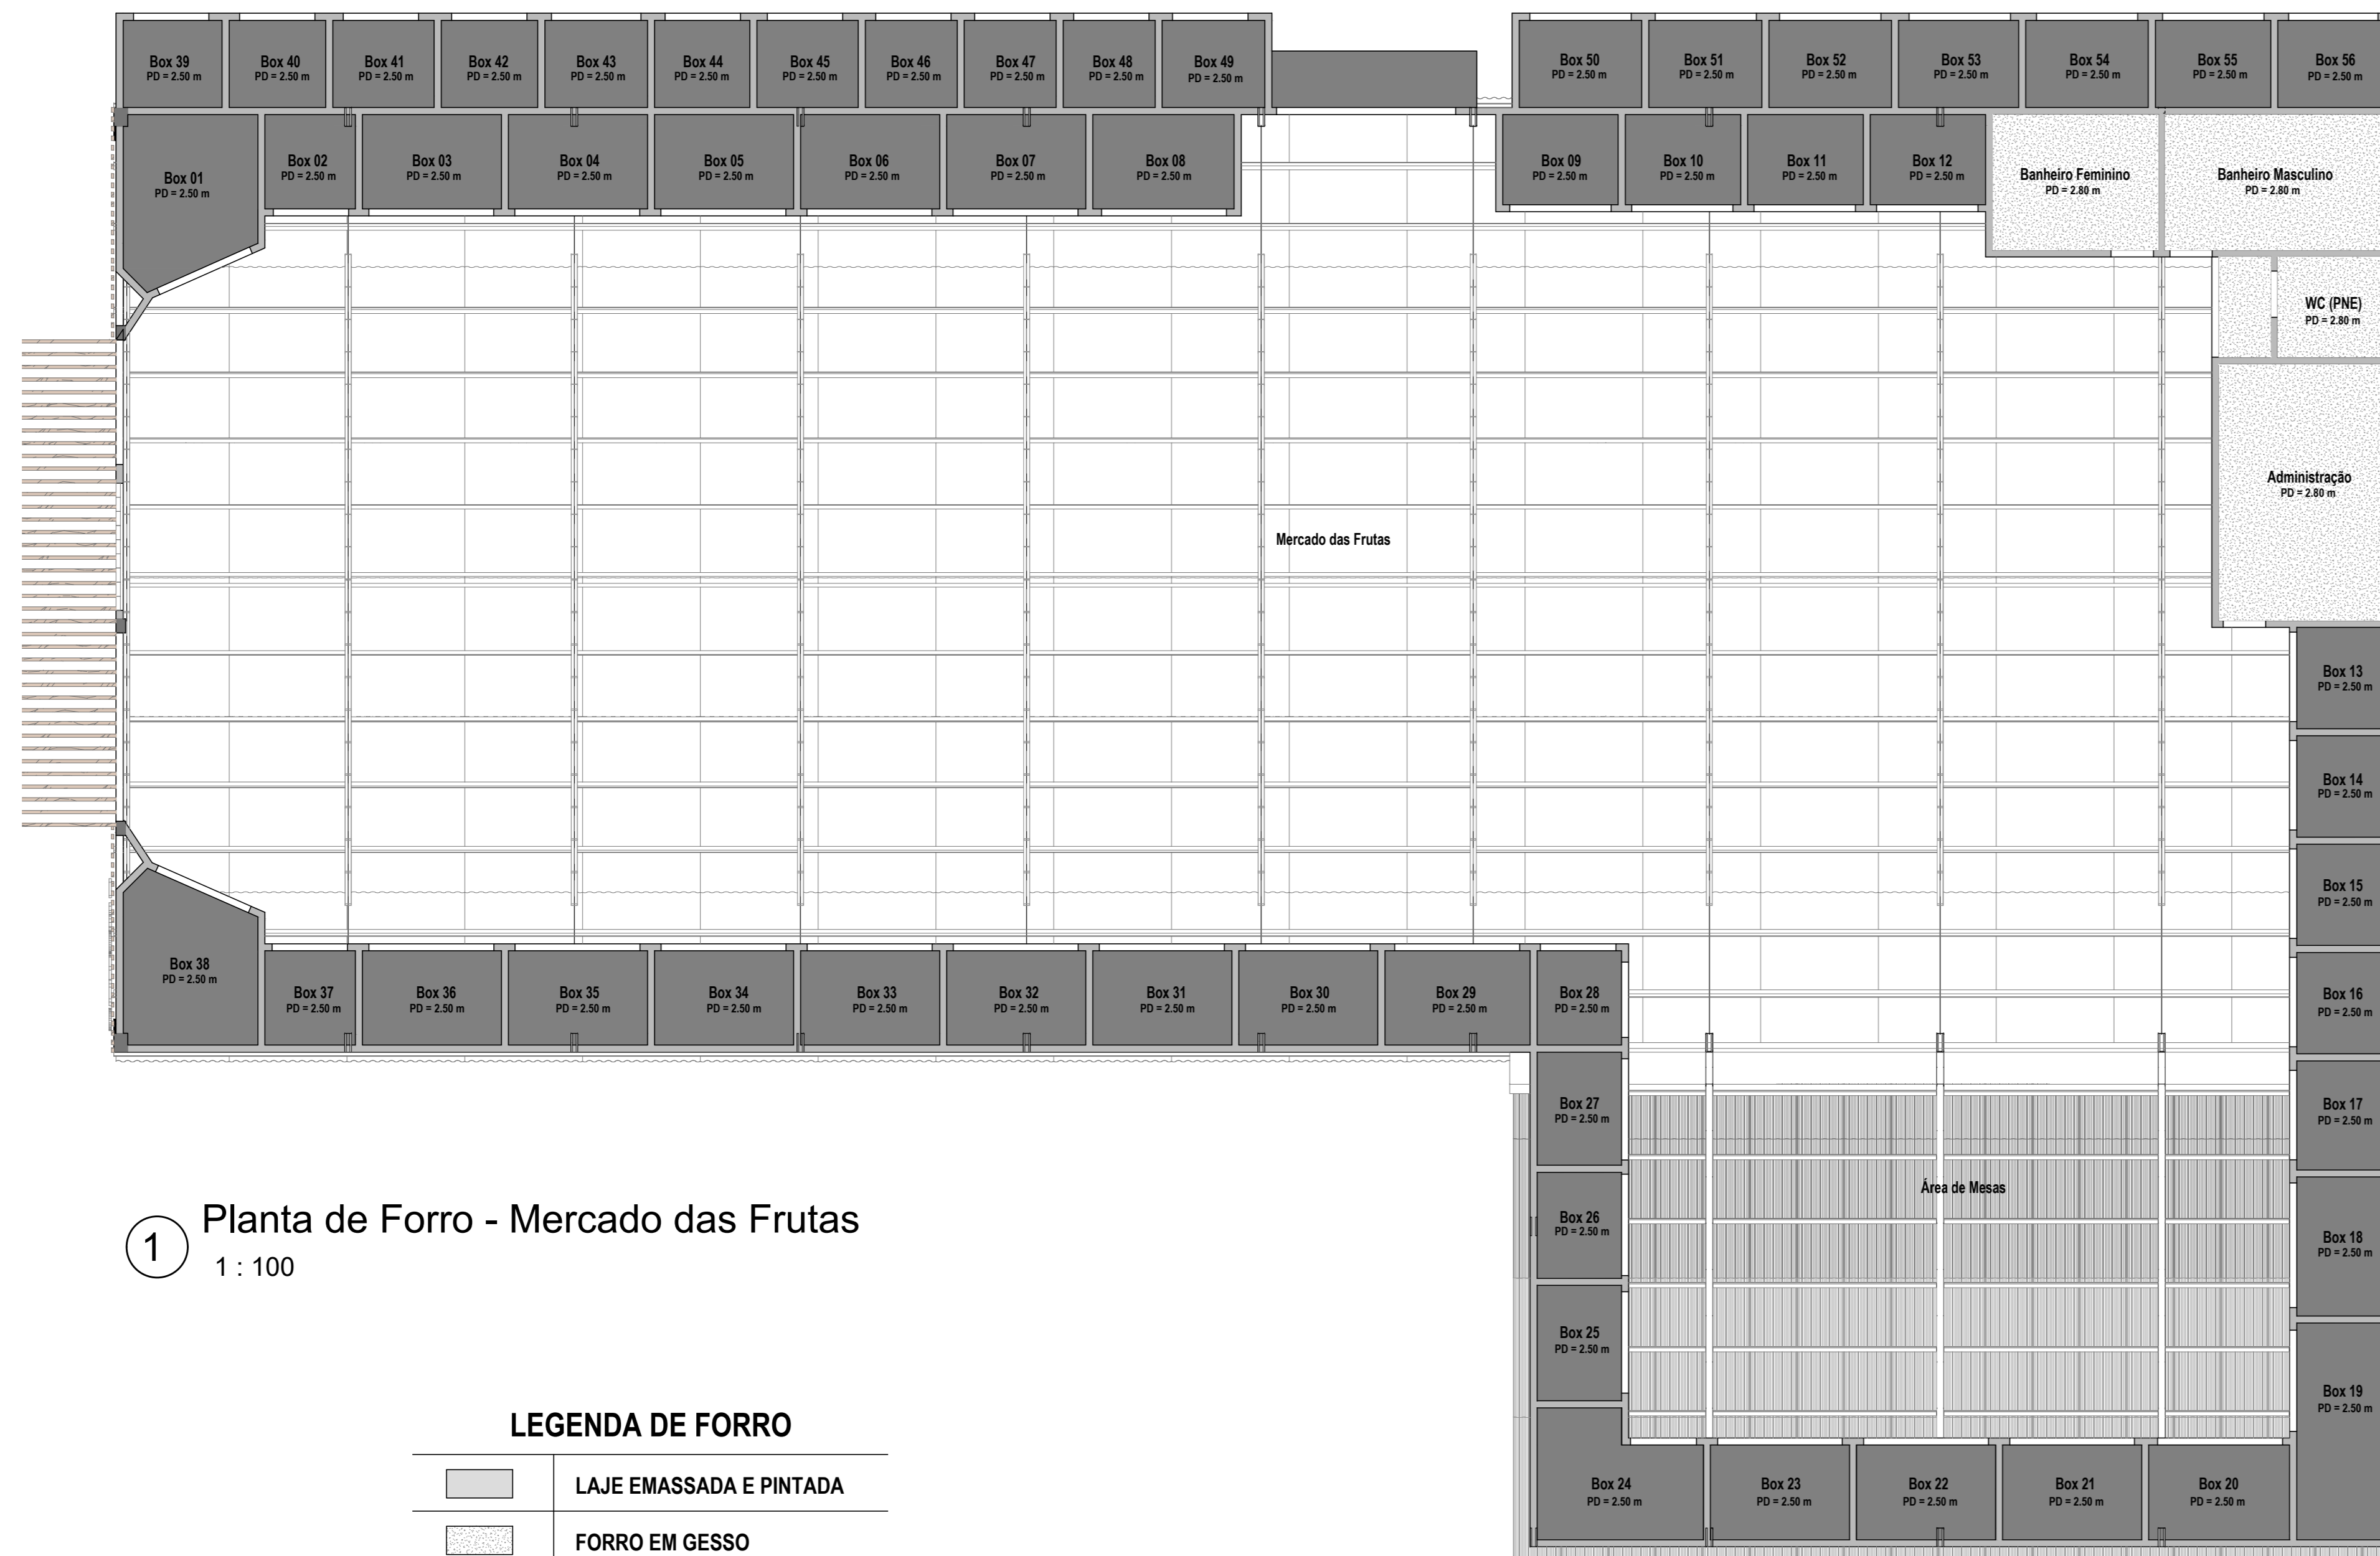 Box 39
PD = 2.50 m
Box 40
PD = 2.50 m
Box 41
PD = 2.50 m
Box 42
PD = 2.50 m
Box 43
PD = 2.50 m
Box 44
PD = 2.50 m
Box 45
PD = 2.50 m
Box 46
PD = 2.50 m
Box 47
PD = 2.50 m
Box 48
PD = 2.50 m
Box 49
PD = 2.50 m
Box 50
PD = 2.50 m
Box 51
PD = 2.50 m
Box 52
PD = 2.50 m
Box 53
PD = 2.50 m
Box 54
PD = 2.50 m
Box 55
PD = 2.50 m
Box 56
PD = 2.50 m
Box 01
PD = 2.50 m
Box 02
PD = 2.50 m
Box 03
PD = 2.50 m
Box 04
PD = 2.50 m
Box 05
PD = 2.50 m
Box 06
PD = 2.50 m
Box 07
PD = 2.50 m
Box 08
PD = 2.50 m
Box 09
PD = 2.50 m
Box 10
PD = 2.50 m
Box 11
PD = 2.50 m
Box 12
PD = 2.50 m
Banheiro Feminino
PD = 2.80 m
Banheiro Masculino
PD = 2.80 m
WC (PNE)
PD = 2.80 m
Administração
PD = 2.80 m
Mercado das Frutas
Box 13
PD = 2.50 m
Box 14
PD = 2.50 m
Box 15
PD = 2.50 m
Box 16
PD = 2.50 m
Box 17
PD = 2.50 m
Box 18
PD = 2.50 m
Box 19
PD = 2.50 m
Box 38
PD = 2.50 m
Box 37
PD = 2.50 m
Box 36
PD = 2.50 m
Box 35
PD = 2.50 m
Box 34
PD = 2.50 m
Box 33
PD = 2.50 m
Box 32
PD = 2.50 m
Box 31
PD = 2.50 m
Box 30
PD = 2.50 m
Box 29
PD = 2.50 m
Box 28
PD = 2.50 m
Box 27
PD = 2.50 m
Box 26
PD = 2.50 m
Box 25
PD = 2.50 m
Área de Mesas
Box 24
PD = 2.50 m
Box 23
PD = 2.50 m
Box 22
PD = 2.50 m
Box 21
PD = 2.50 m
Box 20
PD = 2.50 m
1 Planta de Forro - Mercado das Frutas
1 : 100
LEGENDA DE FORRO
LAJE EMASSADA E PINTADA
FORRO EM GESSO